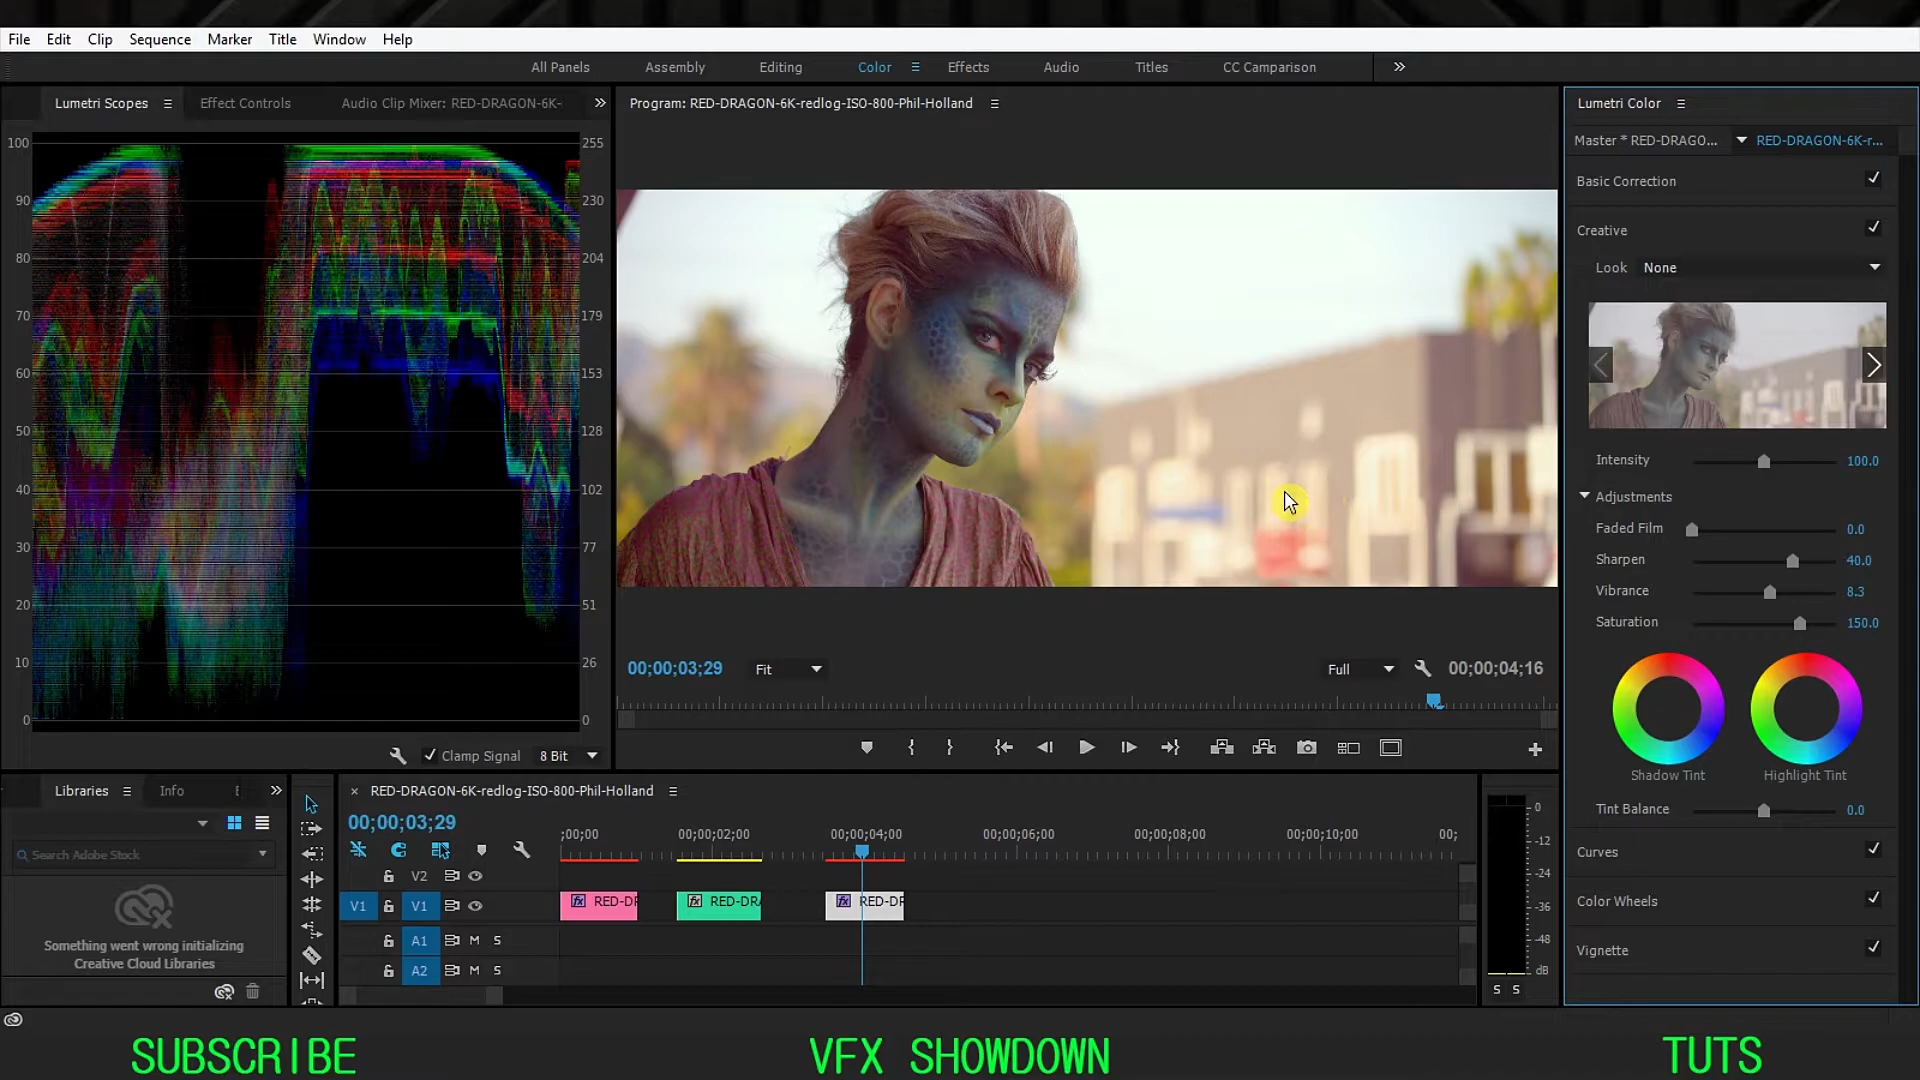 File Edit Clip Sequence Marker Title Window Help
All Panels Assembly Editing Color Effects Audio Titles CC Comparison
Lumetri Scopes Effect Controls Audio Clip Mixer: RED-DRAGON-6K-
100 255
90 230
80 204
70 179
60 153
50 128
40 102
30 77
20 51
10 26
0 0
Clamp Signal 8 Bit
Program: RED-DRAGON-6K-redlog-ISO-800-Phil-Holland
00;00;03;29 Fit Full 00;00;04;16
Lumetri Color
Master * RED-DRAGO... RED-DRAGON-6K-r...
Basic Correction
Creative
Look None
Intensity 100.0
Adjustments
Faded Film 0.0
Sharpen 40.0
Vibrance 8.3
Saturation 150.0
Shadow Tint Highlight Tint
Tint Balance 0.0
Curves
Color Wheels
Vignette
Libraries Info
Search Adobe Stock
Something went wrong initializing
Creative Cloud Libraries
RED-DRAGON-6K-redlog-ISO-800-Phil-Holland
00;00;03;29
;00;00 00;00;02;00 00;00;04;00 00;00;06;00 00;00;08;00 00;00;10;00 00;
V2
V1 V1 fx RED-DR fx RED-DRA fx RED-DR
A1 M S
A2 M S
0
-12
-24
-36
-48
dB
S S
SUBSCRIBE VFX SHOWDOWN TUTS